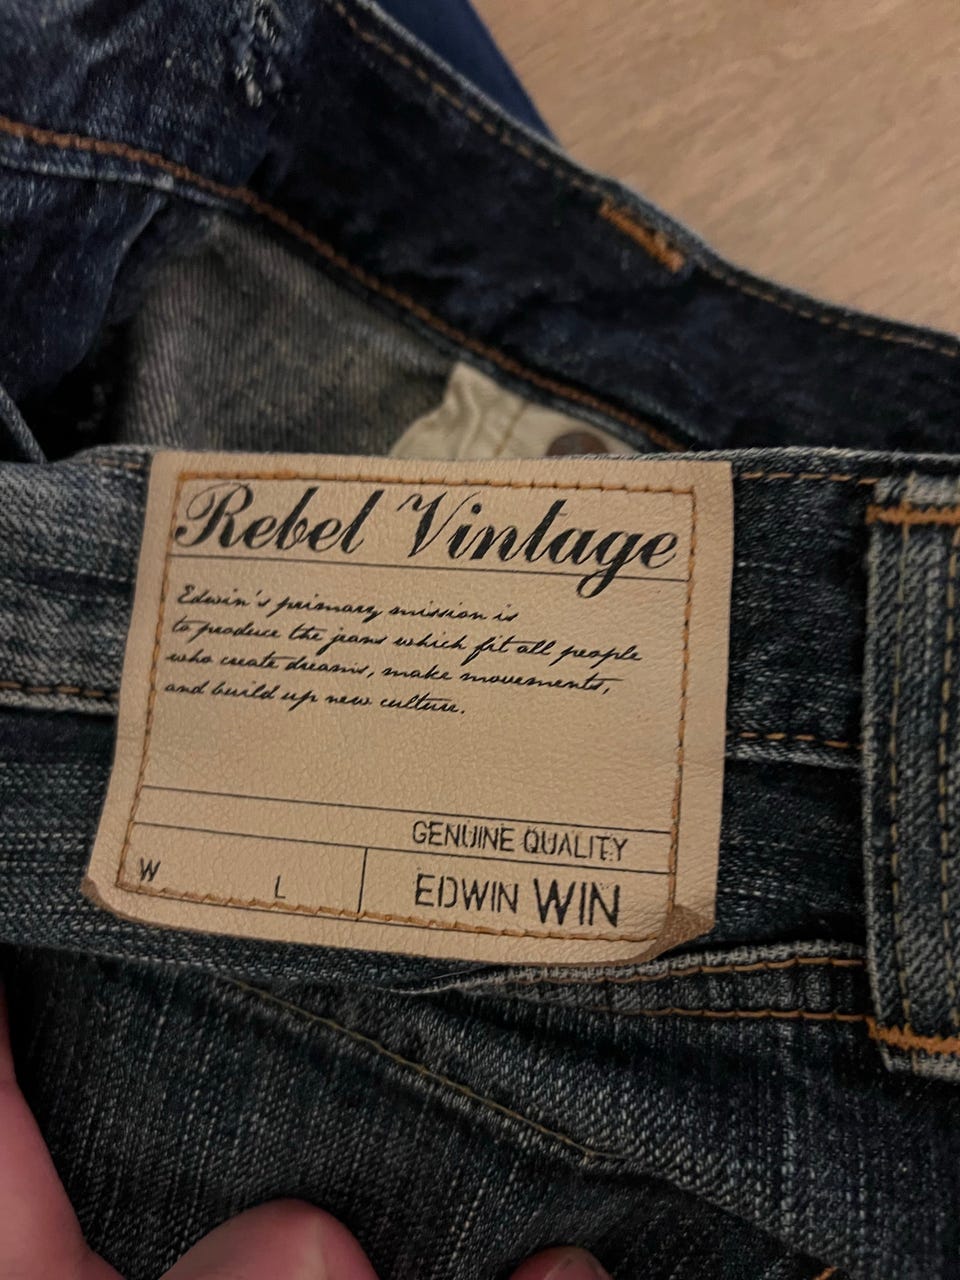 Rebel Vintage
Edwin's primary mission is
to produce the jeans which fit all people
who create dreams, make movements,
and build up new culture.
GENUINE QUALITY
W L EDWIN WIN